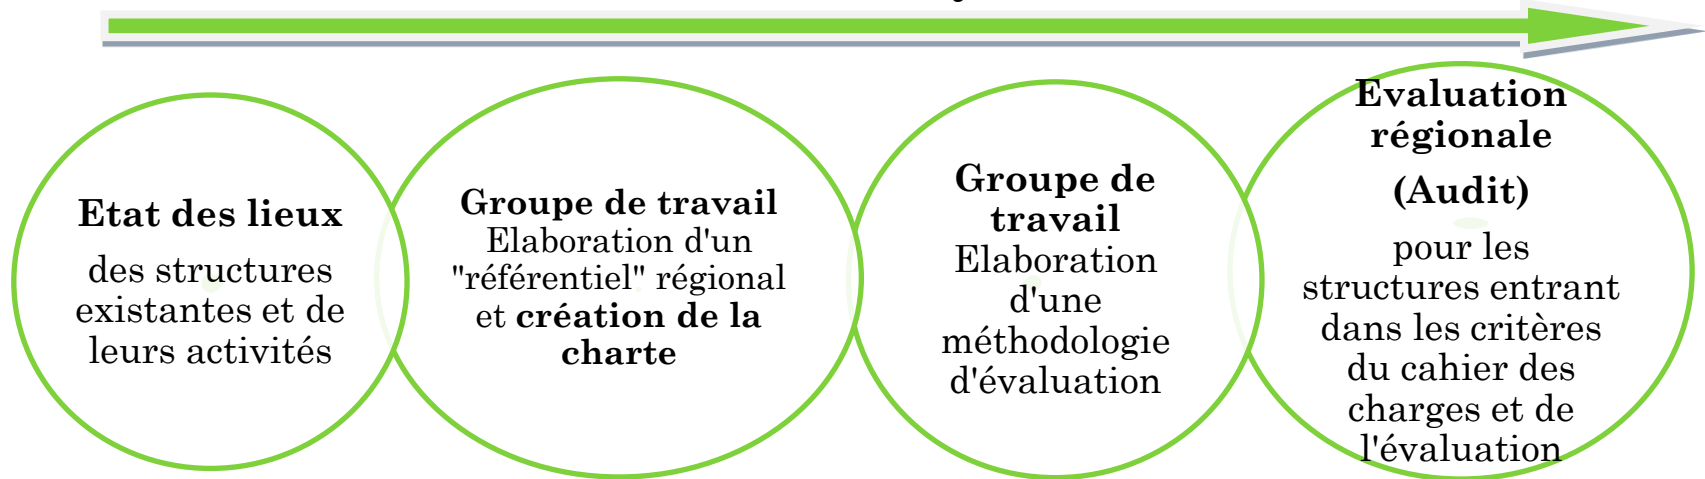 Etat des lieux
des structures
existantes et de
leurs activités
Groupe de travail
Elaboration d'un
"référentiel" régional
et création de la
charte
Groupe de
travail
Elaboration
d'une
méthodologie
d'évaluation
Evaluation
régionale
(Audit)
pour les
structures entrant
dans les critères
du cahier des
charges et de
l'évaluation